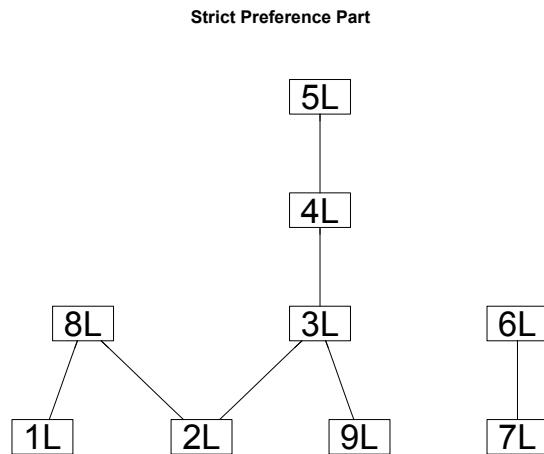 Strict Preference Part
5L
4L
8L 3L 6L
1L 2L 9L 7L